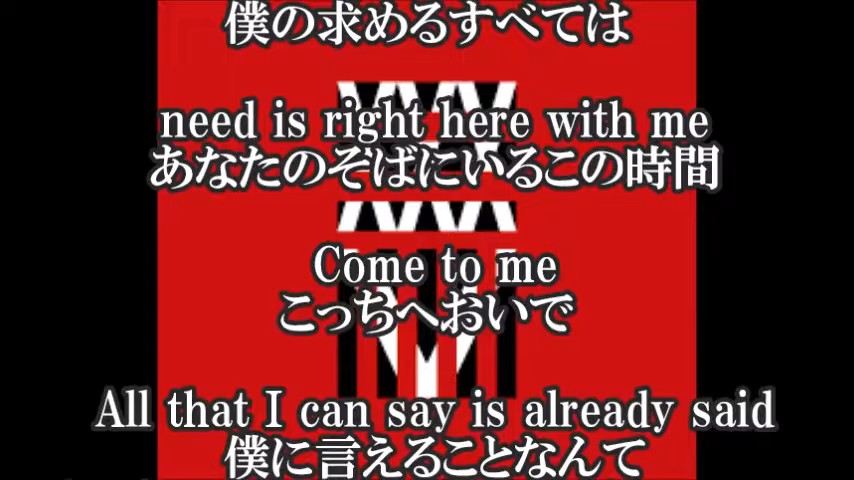 僕の求めるすべては
need is right here with me
あなたのそばにいるこの時間
Come to me
こっちへおいで
All that I can say is already said
僕に言えることなんて